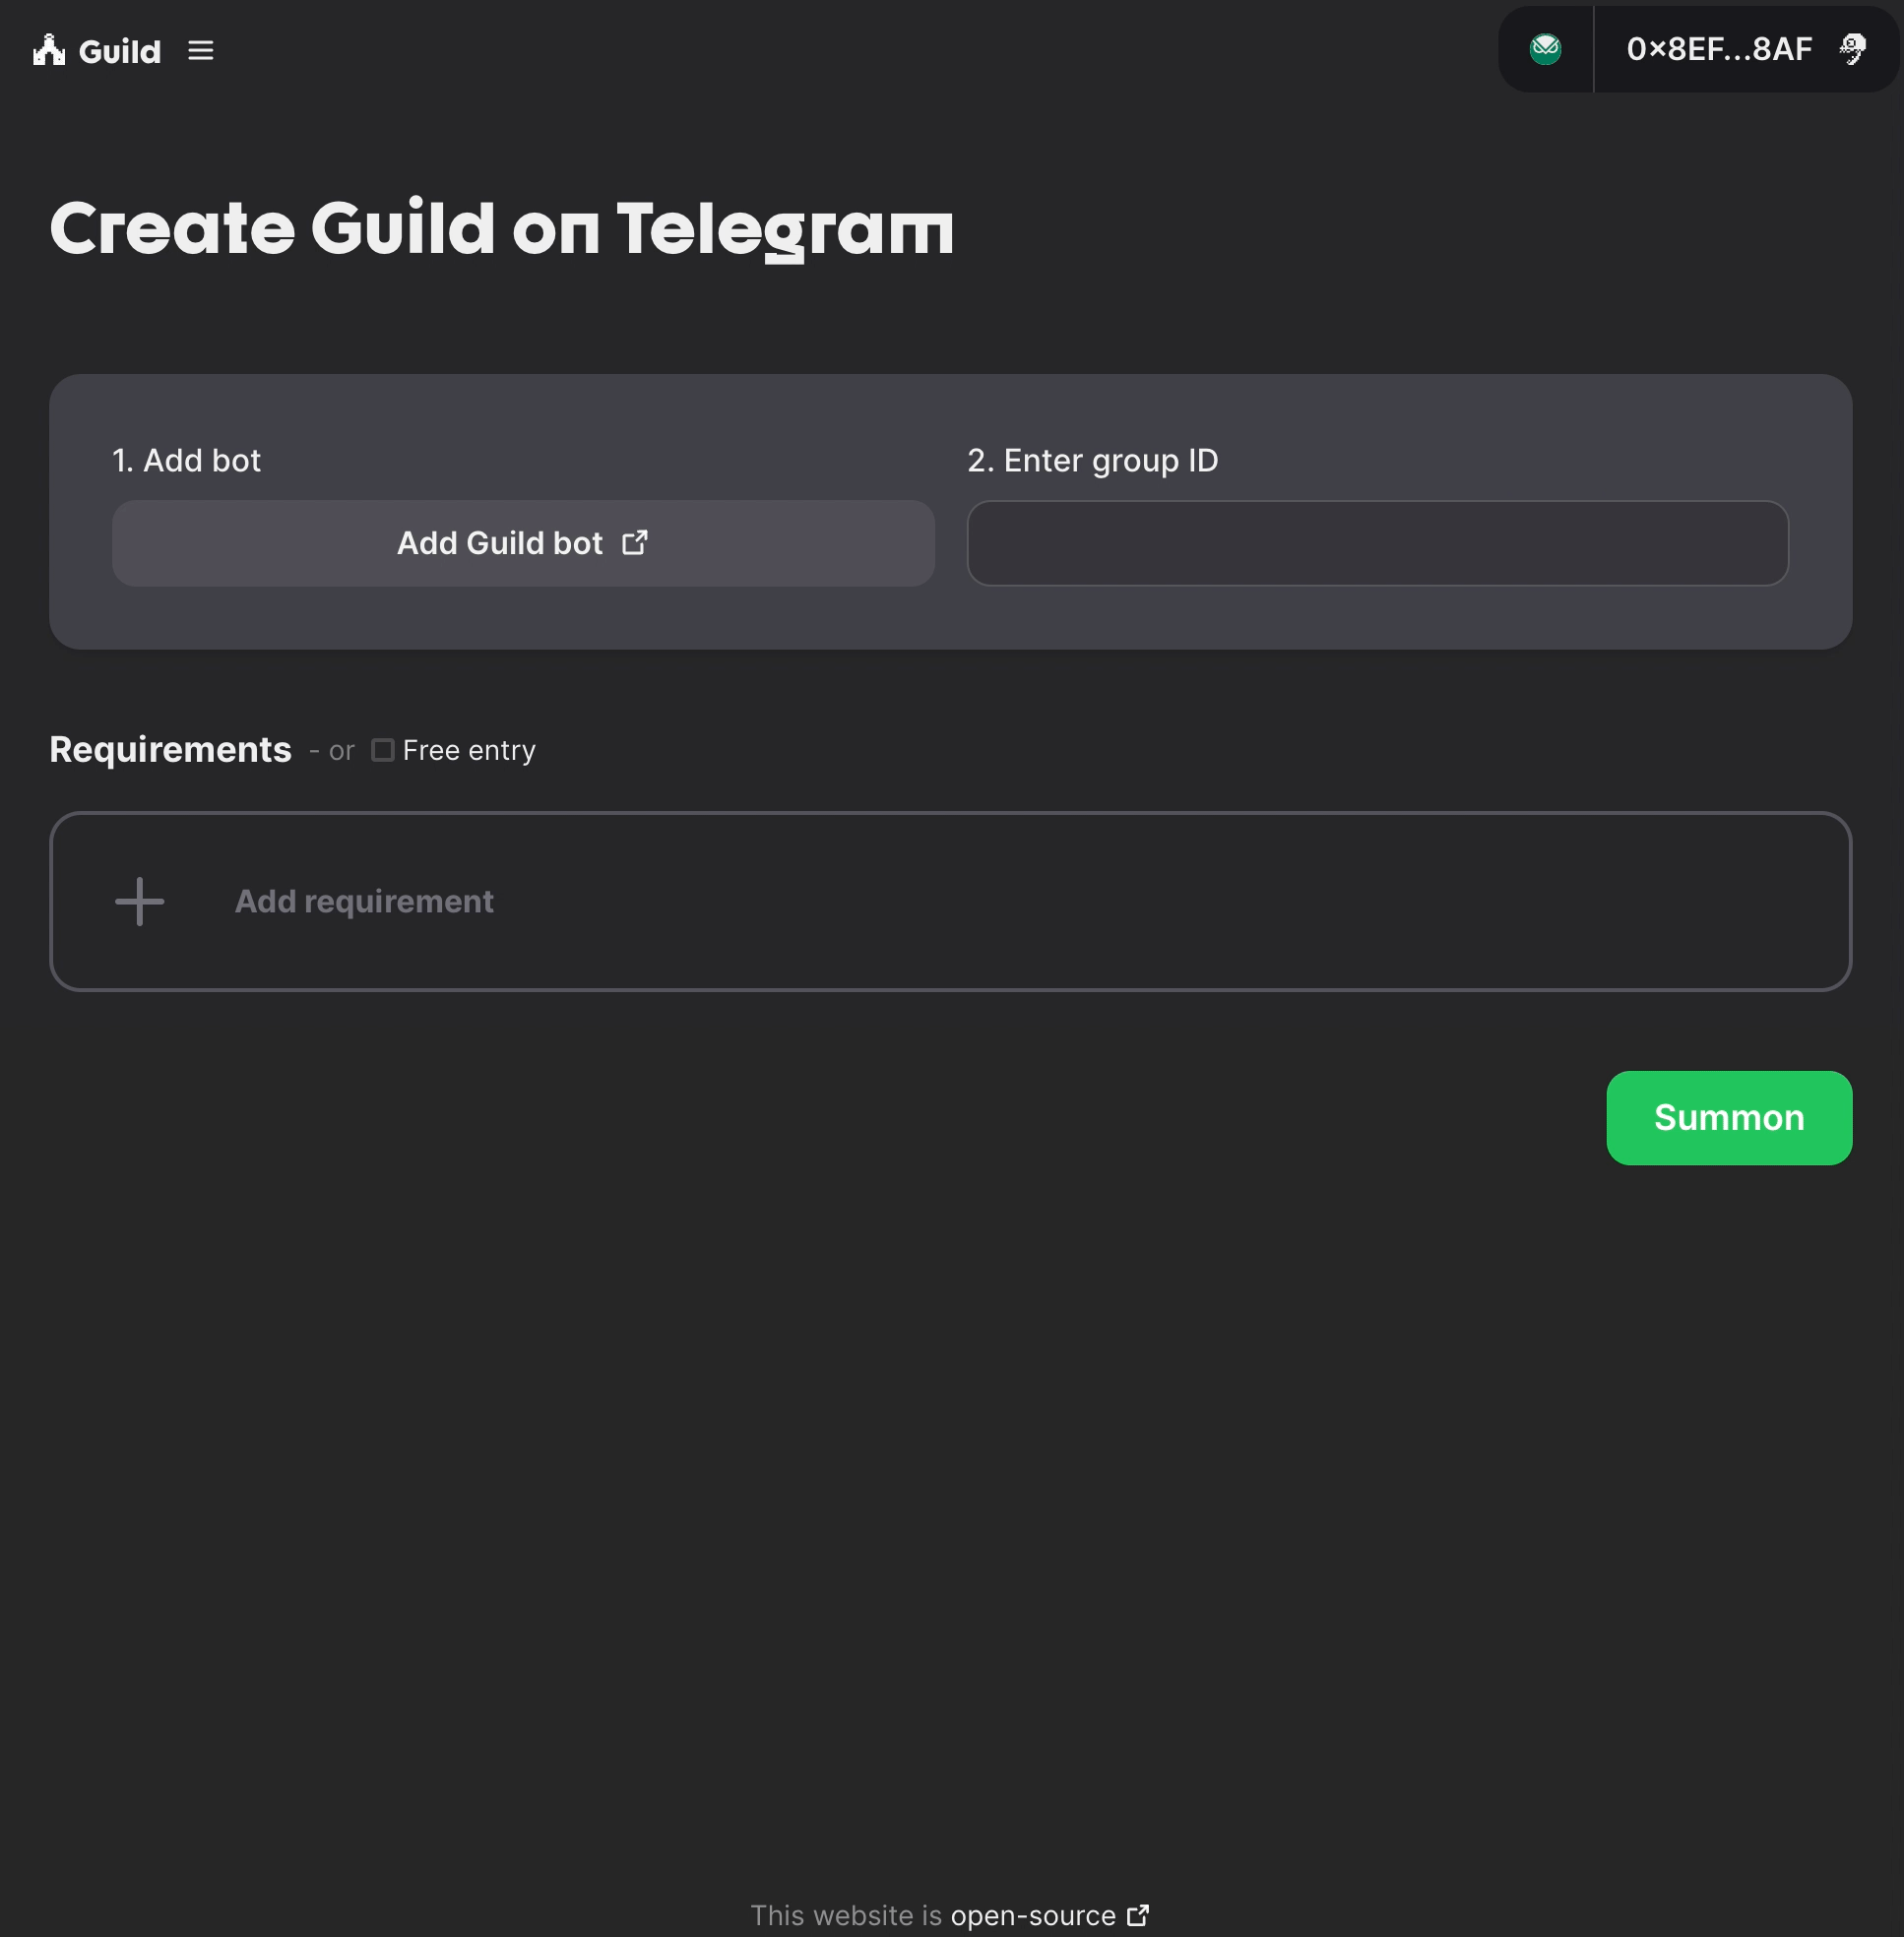 Guild
0x8EF...8AF
Create Guild on Telegram
1. Add bot
2. Enter group ID
Add Guild bot
Requirements - or Free entry
Add requirement
Summon
This website is open-source